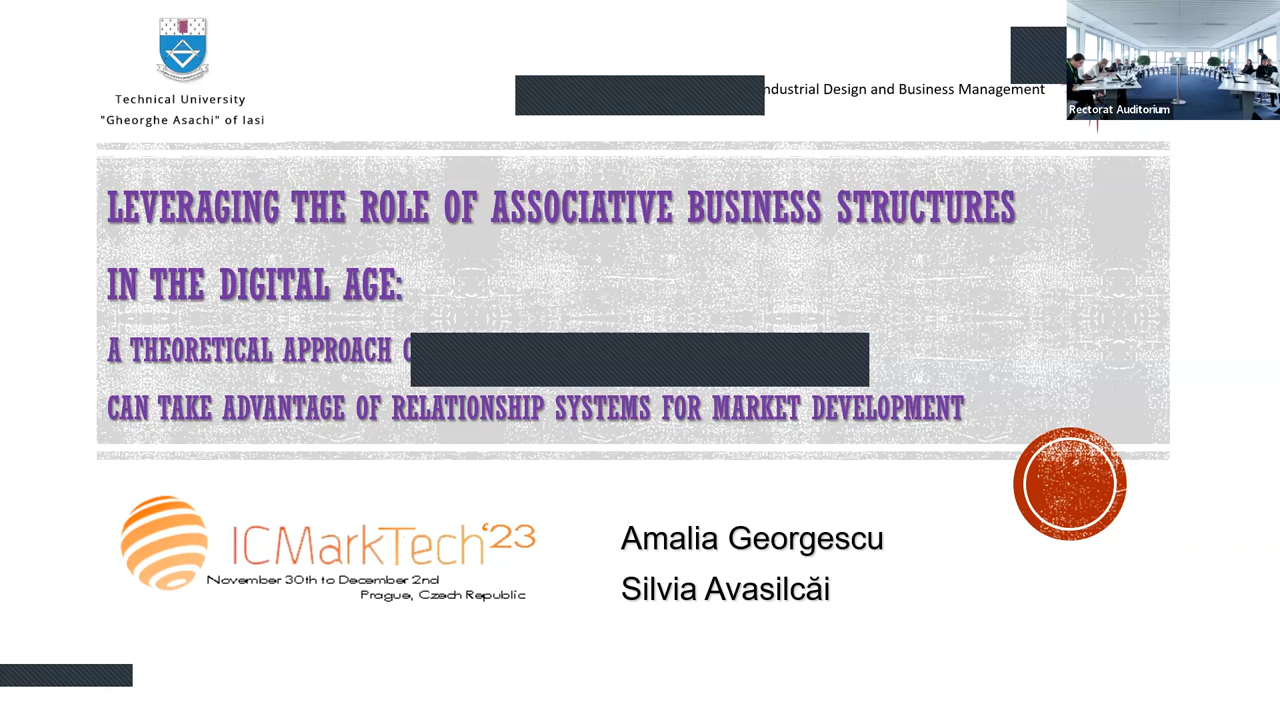 Technical University
"Gheorghe Asachi" of Iasi
Industrial Design and Business Management
Rectorat Auditorium
LEVERAGING THE ROLE OF ASSOCIATIVE BUSINESS STRUCTURES
IN THE DIGITAL AGE:
A THEORETICAL APPROACH
CAN TAKE ADVANTAGE OF RELATIONSHIP SYSTEMS FOR MARKET DEVELOPMENT
ICMarkTech‘23
November 30th to December 2nd
Prague, Czech Republic
Amalia Georgescu
Silvia Avasilcăi